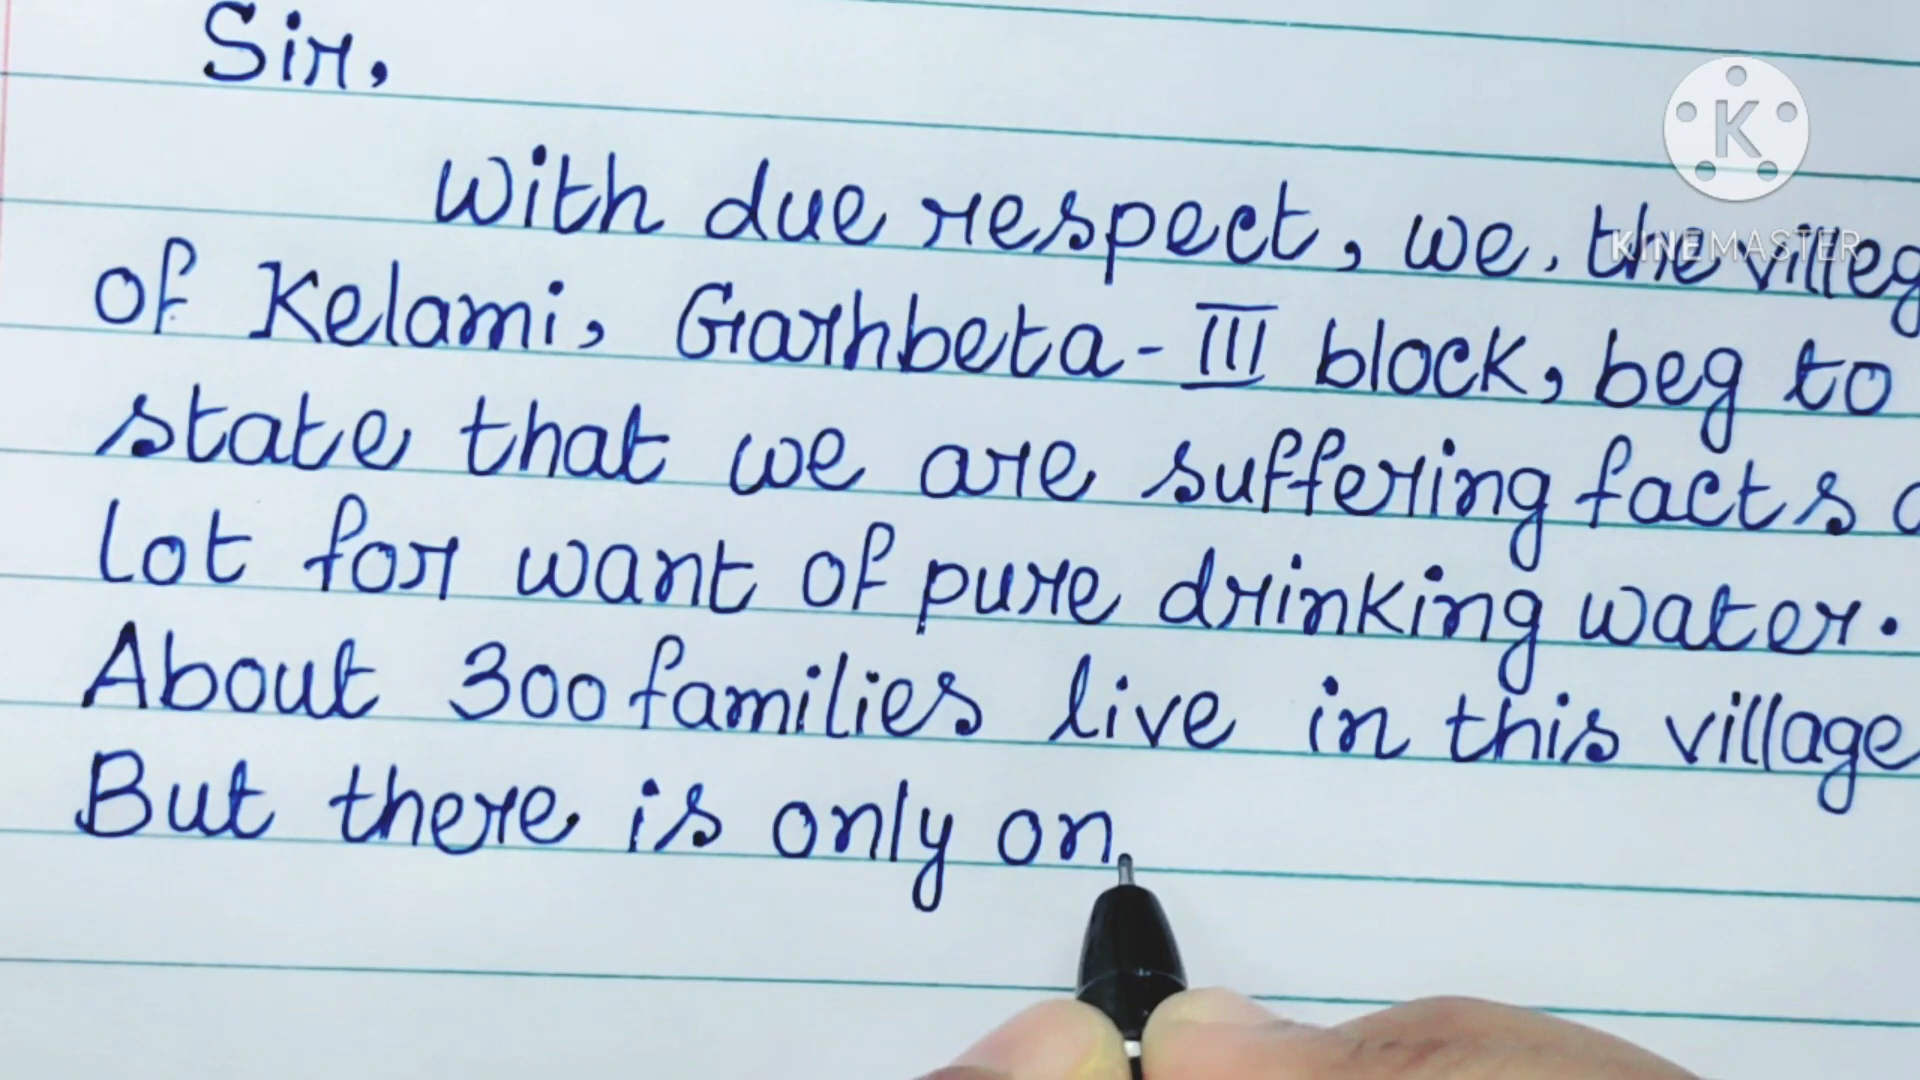 Sir,
With due respect, we, the villeg
of Kelami, Garhbeta-III block, beg to
state that we are suffering facts a
lot for want of pure drinking water.
About 300 families live in this village
But there is only on
K
KINEMASTER